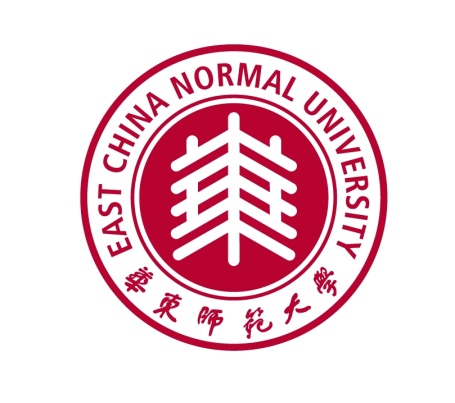 EAST CHINA NORMAL UNIVERSITY
華東師範大學